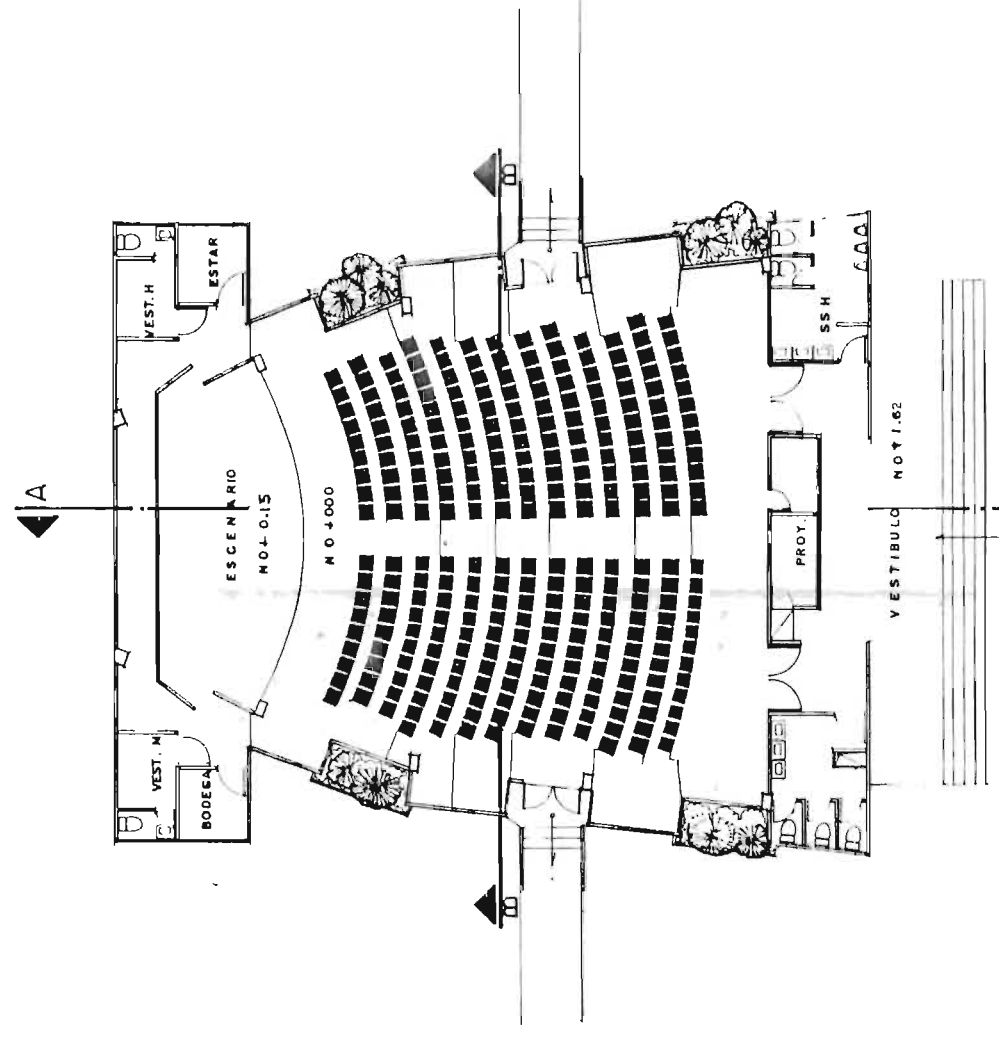 A
VEST. H
ESTAR
ESCENARIO
NO+-0.15
NO+000
VEST. M
BODEGA
SSH
PROY.
VESTIBULO NO+1.62
B
B